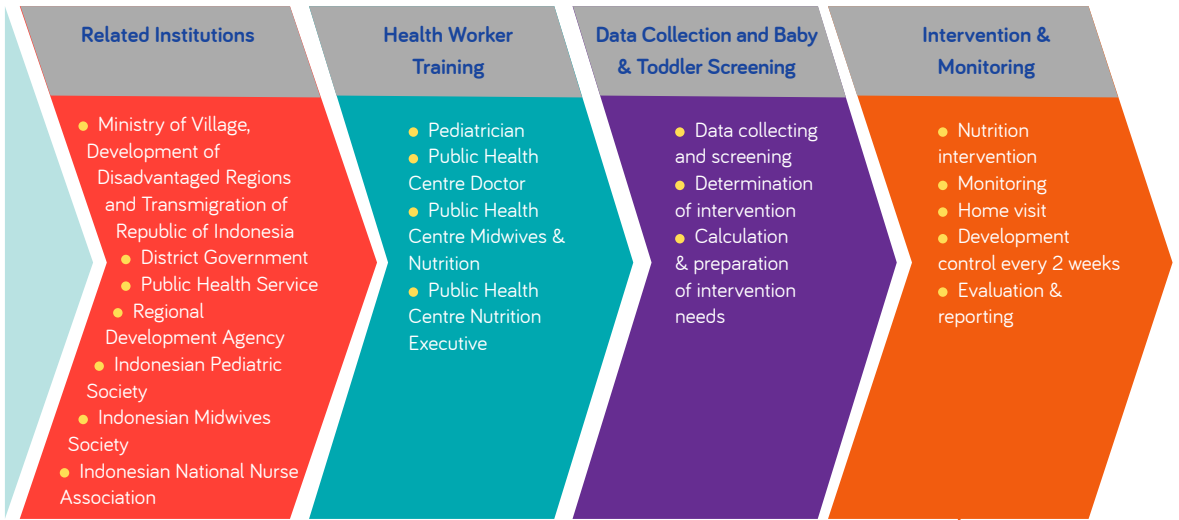 Related Institutions
● Ministry of Village,
Development of
Disadvantaged Regions
and Transmigration of
Republic of Indonesia
● District Government
● Public Health Service
● Regional
Development Agency
● Indonesian Pediatric
Society
● Indonesian Midwives
Society
● Indonesian National Nurse
Association
Health Worker
Training
● Pediatrician
● Public Health
Centre Doctor
● Public Health
Centre Midwives &
Nutrition
● Public Health
Centre Nutrition
Executive
Data Collection and Baby
& Toddler Screening
● Data collecting
and screening
● Determination
of intervention
● Calculation
& preparation
of intervention
needs
Intervention &
Monitoring
● Nutrition
intervention
● Monitoring
● Home visit
● Development
control every 2 weeks
● Evaluation &
reporting